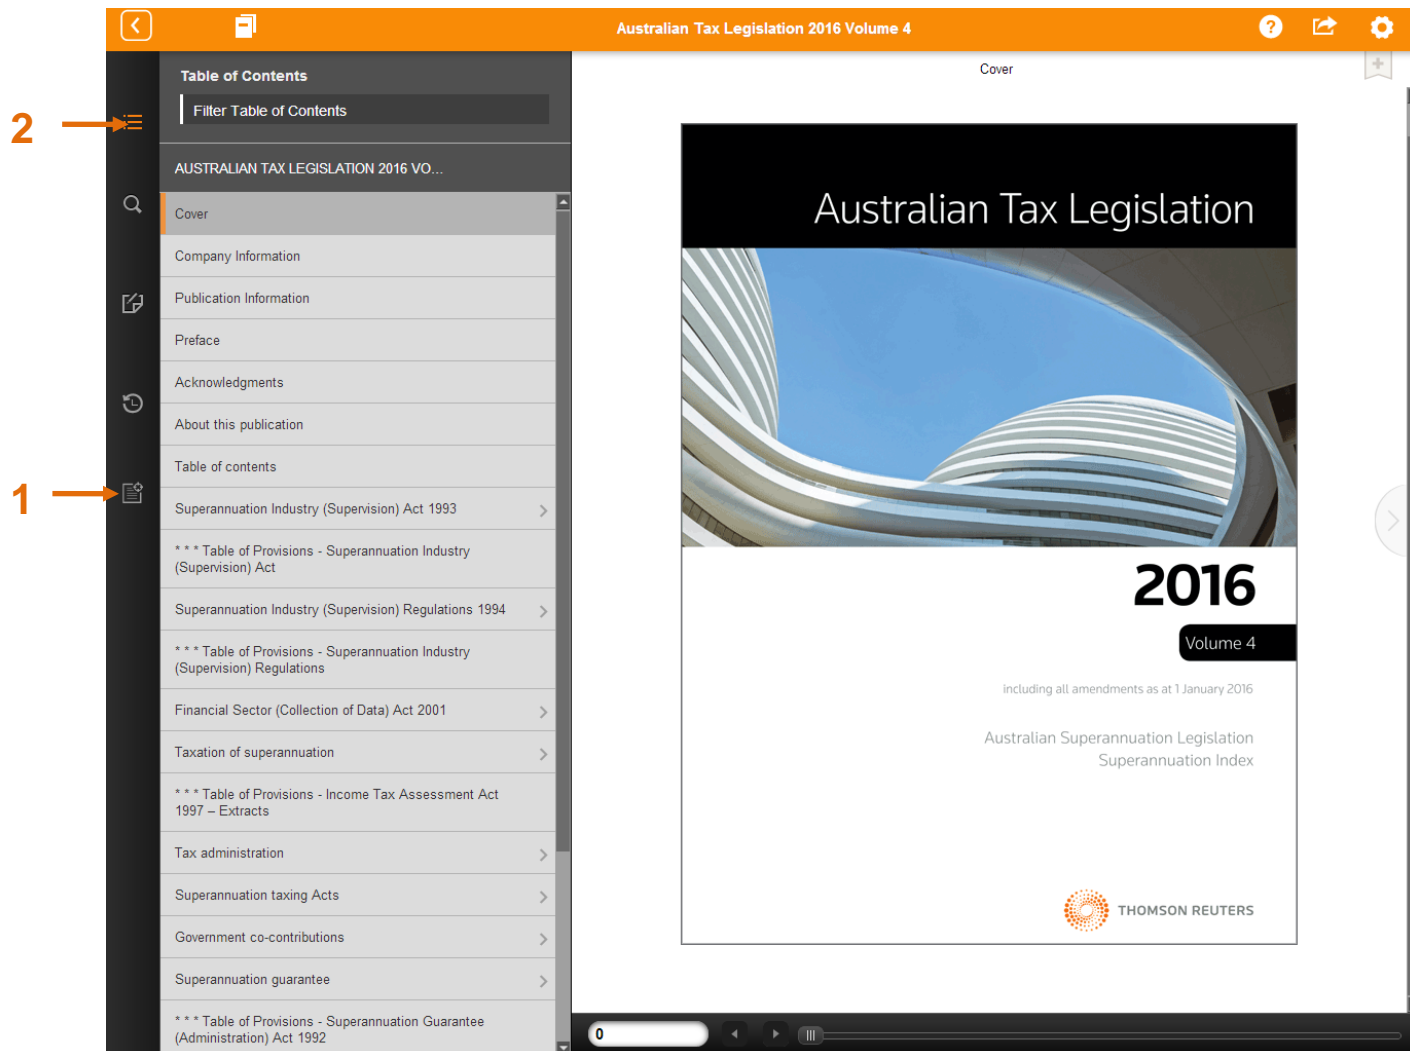 Australian Tax Legislation 2016 Volume 4
?
2
1
Table of Contents
Filter Table of Contents
AUSTRALIAN TAX LEGISLATION 2016 VO...
Cover
Company Information
Publication Information
Preface
Acknowledgments
About this publication
Table of contents
Superannuation Industry (Supervision) Act 1993
* * * Table of Provisions - Superannuation Industry
(Supervision) Act
Superannuation Industry (Supervision) Regulations 1994
* * * Table of Provisions - Superannuation Industry
(Supervision) Regulations
Financial Sector (Collection of Data) Act 2001
Taxation of superannuation
* * * Table of Provisions - Income Tax Assessment Act
1997 – Extracts
Tax administration
Superannuation taxing Acts
Government co-contributions
Superannuation guarantee
* * * Table of Provisions - Superannuation Guarantee
(Administration) Act 1992
Cover
Australian Tax Legislation
2016
Volume 4
including all amendments as at 1 January 2016
Australian Superannuation Legislation
Superannuation Index
THOMSON REUTERS
0